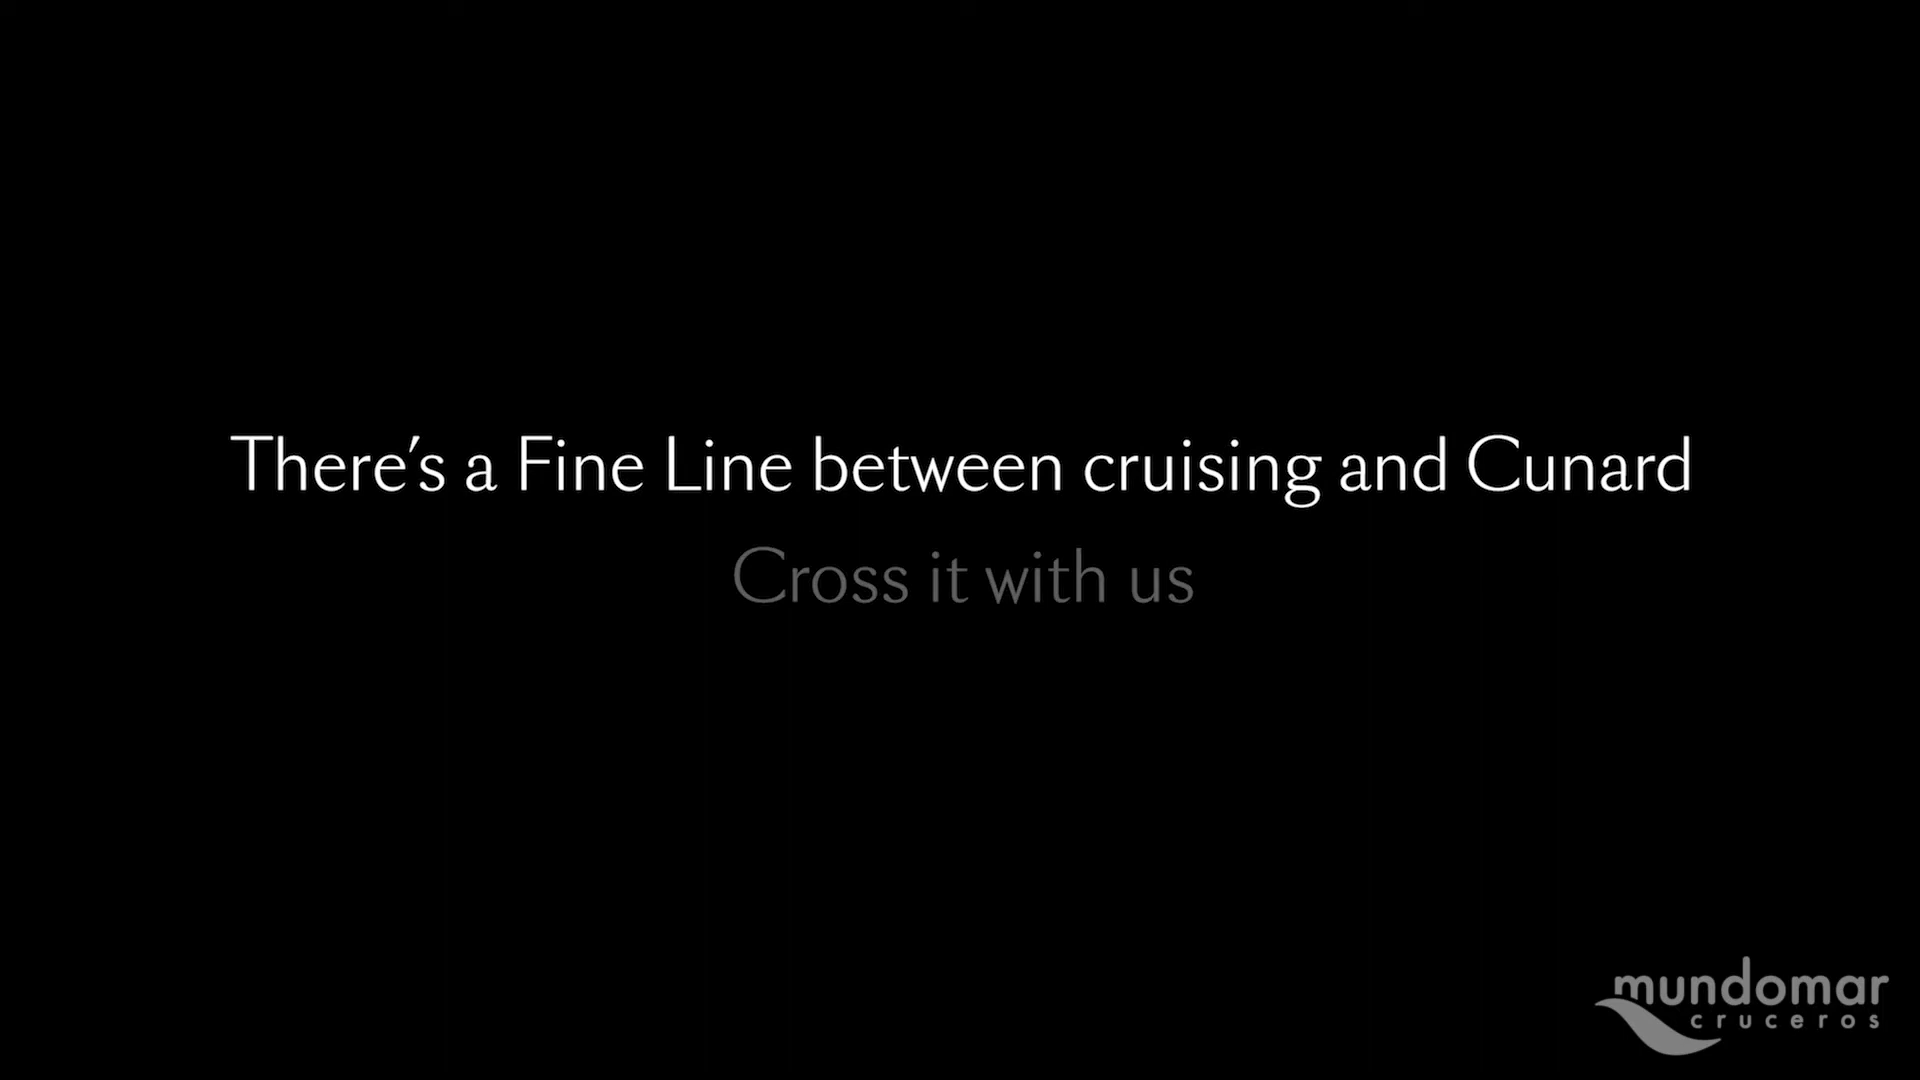 There's a Fine Line between cruising and Cunard
Cross it with us
mundomar
cruceros